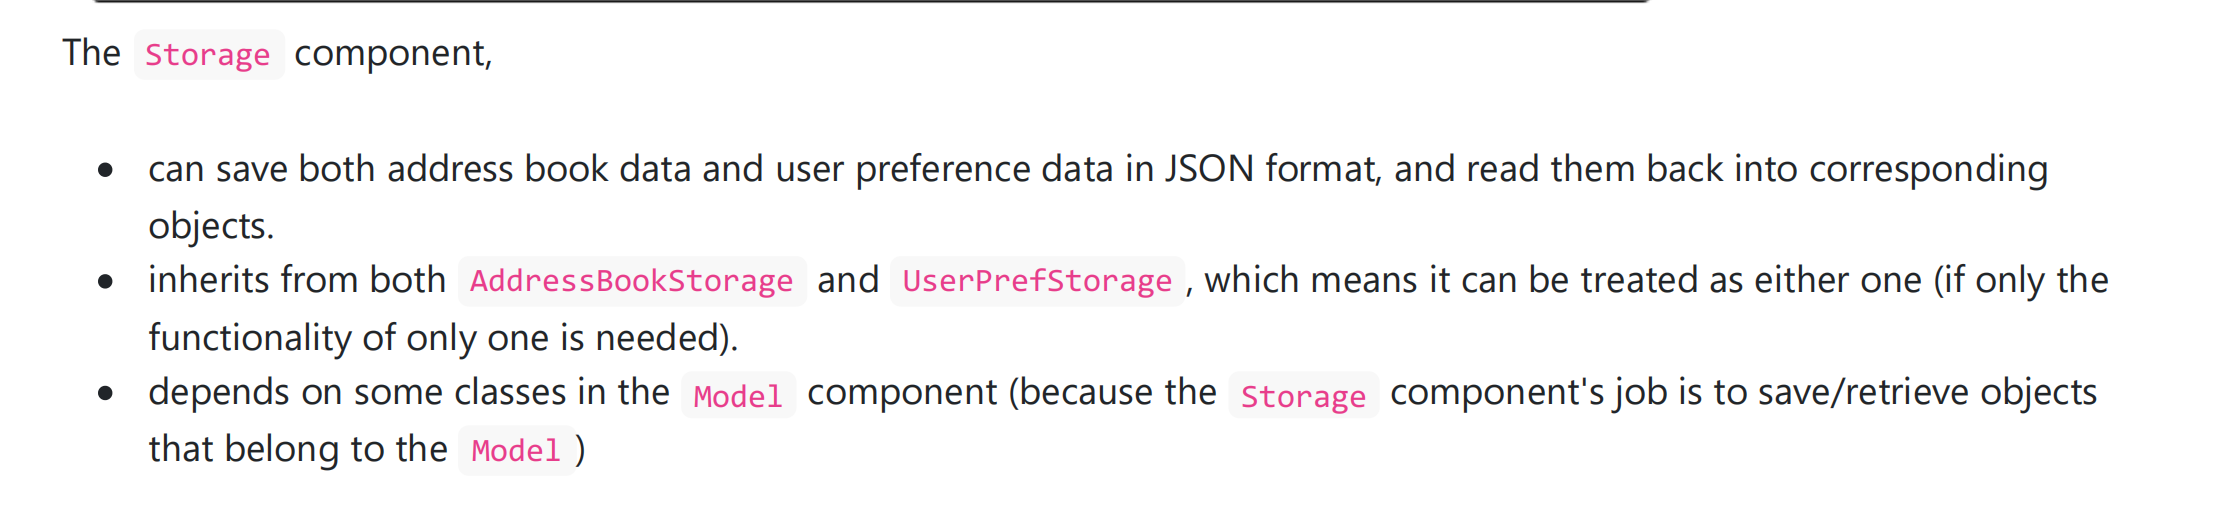 The Storage component,
can save both address book data and user preference data in JSON format, and read them back into corresponding
objects.
inherits from both AddressBookStorage and UserPrefStorage, which means it can be treated as either one (if only the
functionality of only one is needed).
depends on some classes in the Model component (because the Storage component's job is to save/retrieve objects
that belong to the Model)